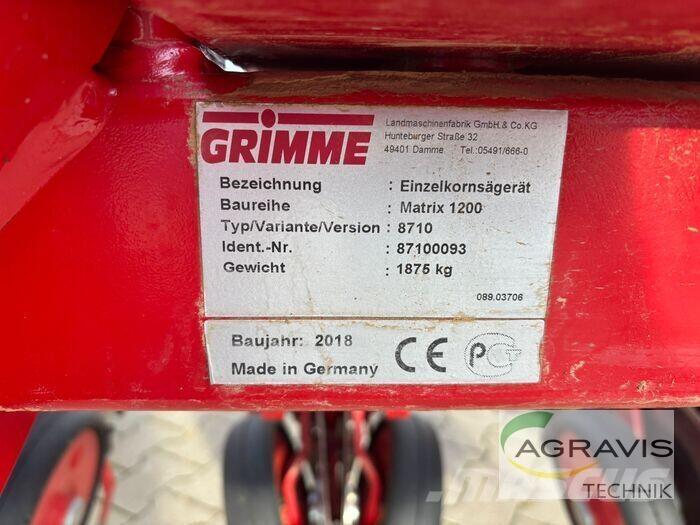 GRIMME
Landmaschinenfabrik GmbH.& Co.KG
Hunteburger Straße 32
49401 Damme Tel.:05491/666-0
Bezeichnung : Einzelkornsägerät
Baureihe : Matrix 1200
Typ/Variante/Version : 8710
Ident.-Nr. : 87100093
Gewicht : 1875 kg
089.03706
Baujahr: 2018
Made in Germany
CE
AGRAVIS
TECHNIK
MASCUS